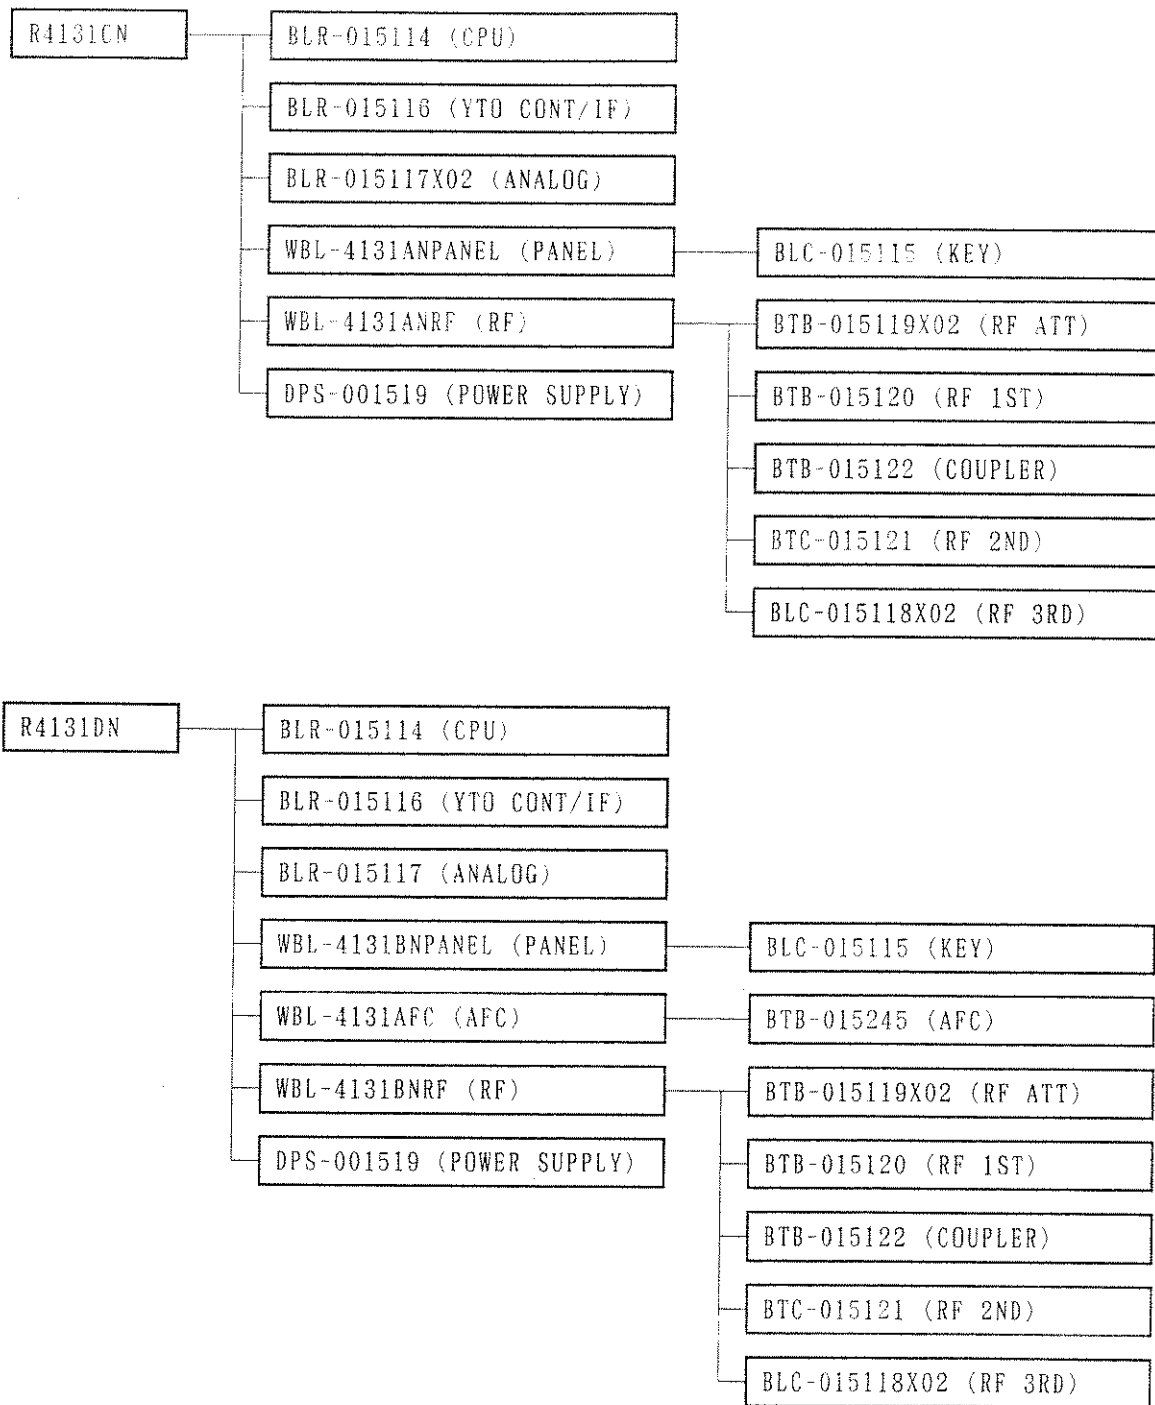 R4131CN
BLR-015114 (CPU)
BLR-015116 (YTO CONT/IF)
BLR-015117X02 (ANALOG)
WBL-4131ANPANEL (PANEL)
BLC-015115 (KEY)
WBL-4131ANRF (RF)
BTB-015119X02 (RF ATT)
DPS-001519 (POWER SUPPLY)
BTB-015120 (RF 1ST)
BTB-015122 (COUPLER)
BTC-015121 (RF 2ND)
BLC-015118X02 (RF 3RD)
R4131DN
BLR-015114 (CPU)
BLR-015116 (YTO CONT/IF)
BLR-015117 (ANALOG)
WBL-4131BNPANEL (PANEL)
BLC-015115 (KEY)
WBL-4131AFC (AFC)
BTB-015245 (AFC)
WBL-4131BNRF (RF)
BTB-015119X02 (RF ATT)
DPS-001519 (POWER SUPPLY)
BTB-015120 (RF 1ST)
BTB-015122 (COUPLER)
BTC-015121 (RF 2ND)
BLC-015118X02 (RF 3RD)